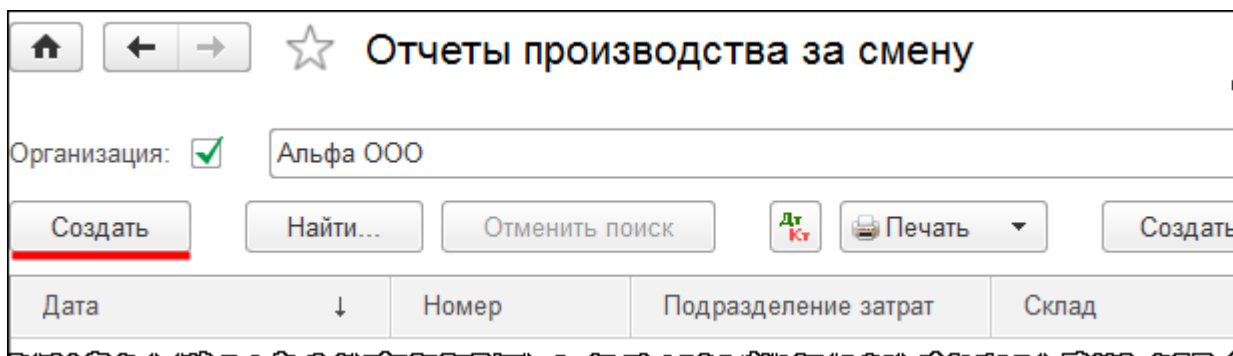 Отчеты производства за смену
Организация: Альфа ООО
Создать Найти... Отменить поиск Дт Кт Печать Создать
Дата ↓ Номер Подразделение затрат Склад